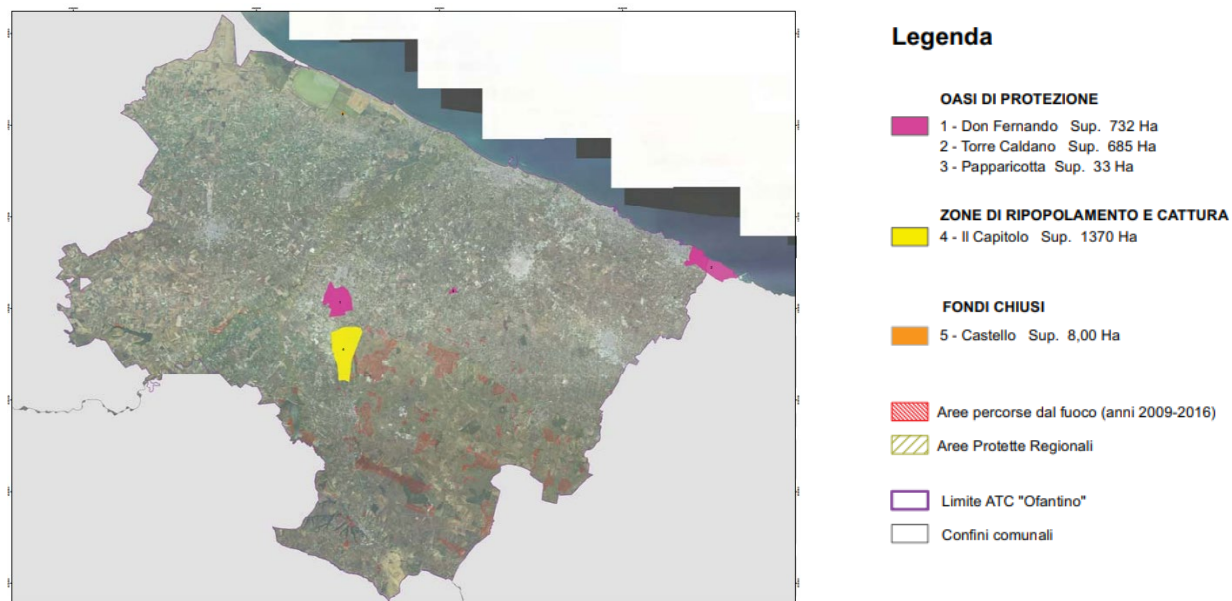 Legenda
OASI DI PROTEZIONE
1 - Don Fernando Sup. 732 Ha
2 - Torre Caldano Sup. 685 Ha
3 - Papparicotta Sup. 33 Ha
ZONE DI RIPOPOLAMENTO E CATTURA
4 - Il Capitolo Sup. 1370 Ha
FONDI CHIUSI
5 - Castello Sup. 8,00 Ha
Aree percorse dal fuoco (anni 2009-2016)
Aree Protette Regionali
Limite ATC "Ofantino"
Confini comunali